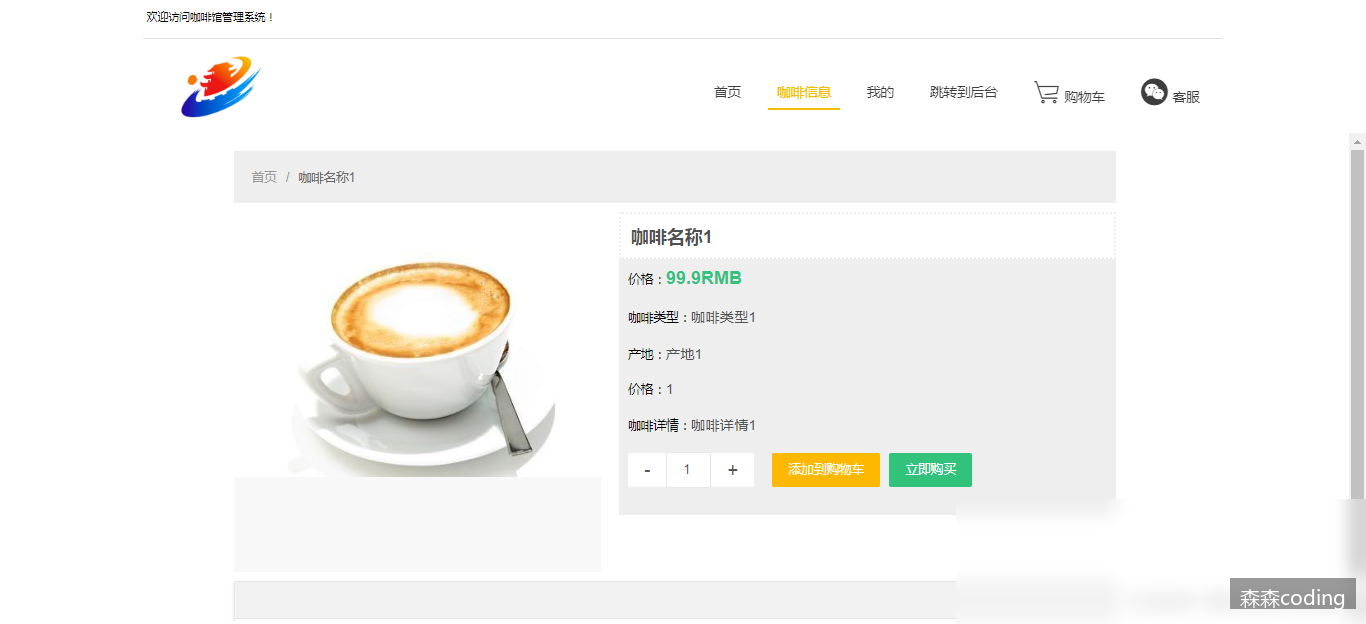 欢迎访问咖啡馆管理系统！
首页 咖啡信息 我的 跳转到后台 购物车 客服
首页 / 咖啡名称1
咖啡名称1
价格：99.9RMB
咖啡类型：咖啡类型1
产地：产地1
价格：1
咖啡详情：咖啡详情1
- 1 + 添加到购物车 立即购买
森森coding